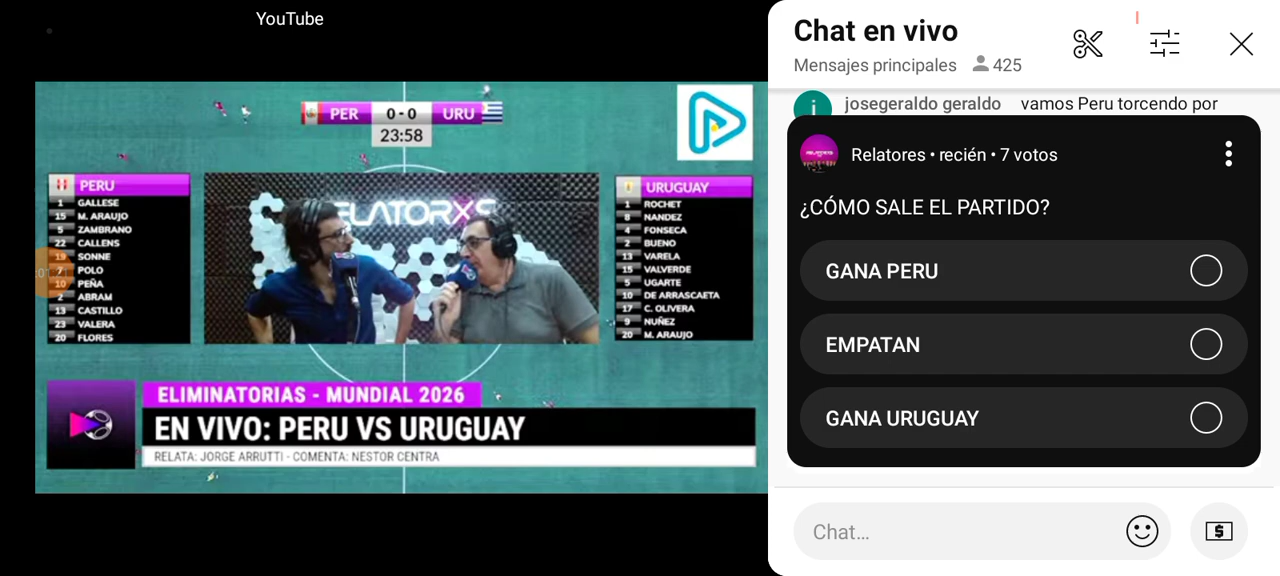 YouTube
PER 0-0 URU
23:58
PERU
1 GALLESE
15 M. ARAUJO
5 ZAMBRANO
22 CALLENS
19 SONNE
7 POLO
10 PEÑA
2 ABRAM
13 CASTILLO
23 VALERA
20 FLORES
ELATORXS
URUGUAY
1 ROCHET
8 NANDEZ
4 FONSECA
2 BUENO
13 VARELA
15 VALVERDE
5 UGARTE
10 DE ARRASCAETA
17 C. OLIVERA
9 NUÑEZ
20 M. ARAUJO
ELIMINATORIAS - MUNDIAL 2026
EN VIVO: PERU VS URUGUAY
RELATA: JORGE ARRUTTI - COMENTA: NESTOR CENTRA
Chat en vivo
Mensajes principales 425
j josegeraldo geraldo vamos Peru torcendo por
Relatores • recién • 7 votos
¿CÓMO SALE EL PARTIDO?
GANA PERU
EMPATAN
GANA URUGUAY
Chat...